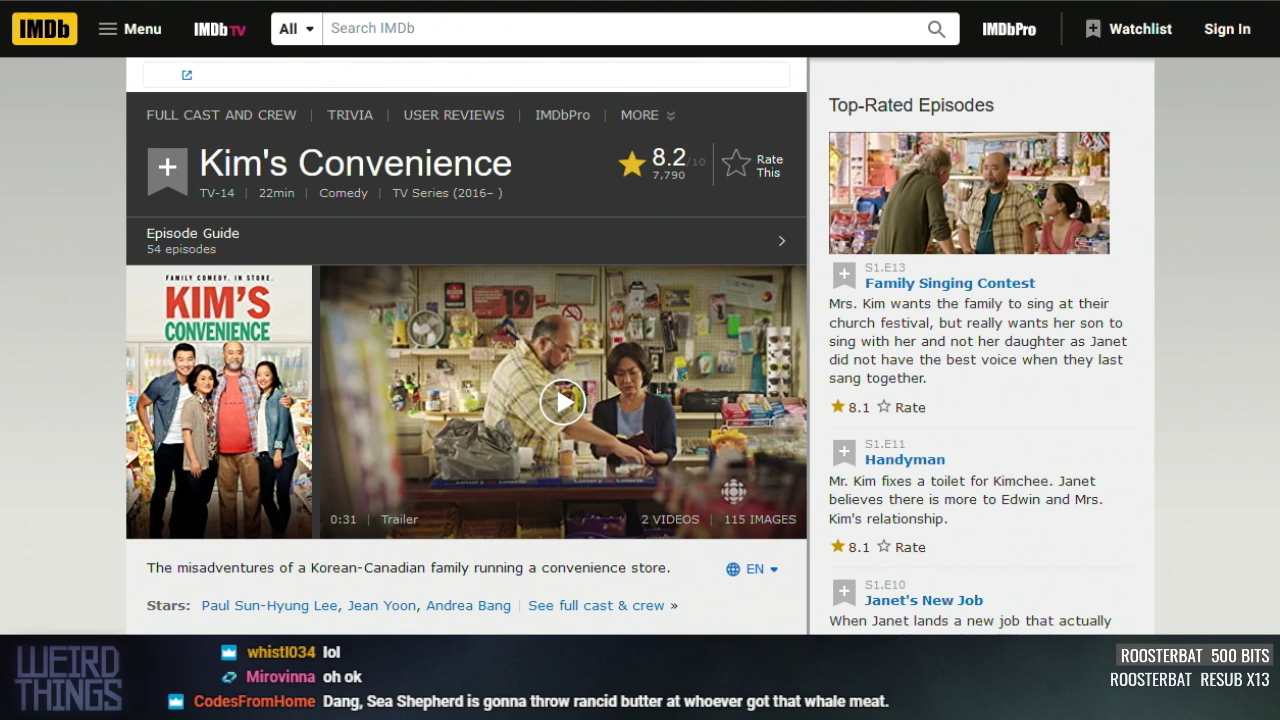 IMDb
Menu
IMDb TV
All
Search IMDb
IMDbPro
Watchlist
Sign In
FULL CAST AND CREW
TRIVIA
USER REVIEWS
IMDbPro
MORE
Kim's Convenience
TV-14 | 22min | Comedy | TV Series (2016– )
8.2/10
7,790
Rate
This
Episode Guide
54 episodes
FAMILY COMEDY. IN STORE.
KIM'S
CONVENIENCE
19
0:31 | Trailer
2 VIDEOS | 115 IMAGES
The misadventures of a Korean-Canadian family running a convenience store.
EN
Stars: Paul Sun-Hyung Lee, Jean Yoon, Andrea Bang | See full cast & crew »
Top-Rated Episodes
S1.E13
Family Singing Contest
Mrs. Kim wants the family to sing at their
church festival, but really wants her son to
sing with her and not her daughter as Janet
did not have the best voice when they last
sang together.
8.1 Rate
S1.E11
Handyman
Mr. Kim fixes a toilet for Kimchee. Janet
believes there is more to Edwin and Mrs.
Kim's relationship.
8.1 Rate
S1.E10
Janet's New Job
When Janet lands a new job that actually
WEIRD
THINGS
whistl034 lol
Mirovinna oh ok
CodesFromHome Dang, Sea Shepherd is gonna throw rancid butter at whoever got that whale meat.
ROOSTERBAT 500 BITS
ROOSTERBAT RESUB X13